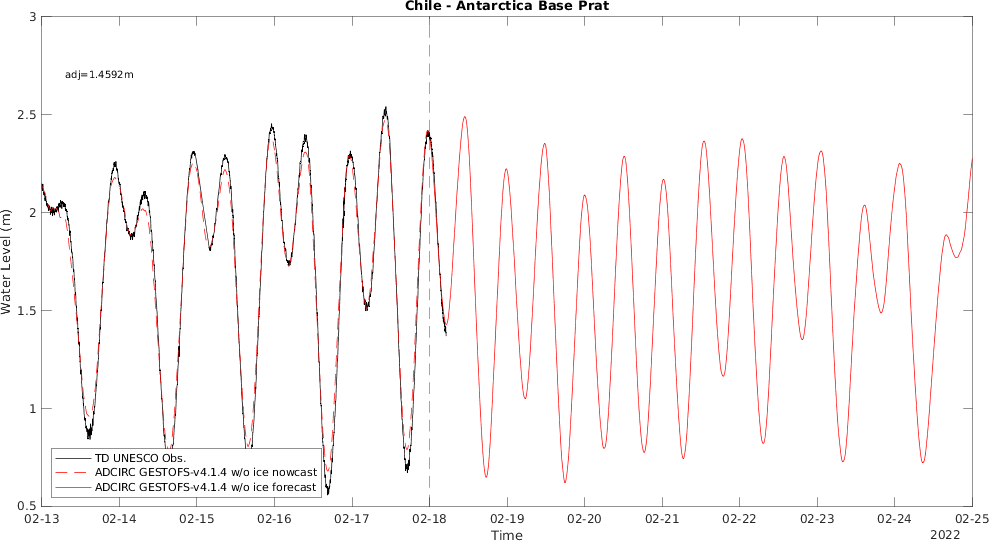 Chile - Antarctica Base Prat
3
2.5
2
1.5
1
0.5
Water Level (m)
adj=1.4592m
TD UNESCO Obs.
ADCIRC GESTOFS-v4.1.4 w/o ice nowcast
ADCIRC GESTOFS-v4.1.4 w/o ice forecast
02-13 02-14 02-15 02-16 02-17 02-18 02-19 02-20 02-21 02-22 02-23 02-24 02-25
Time
2022